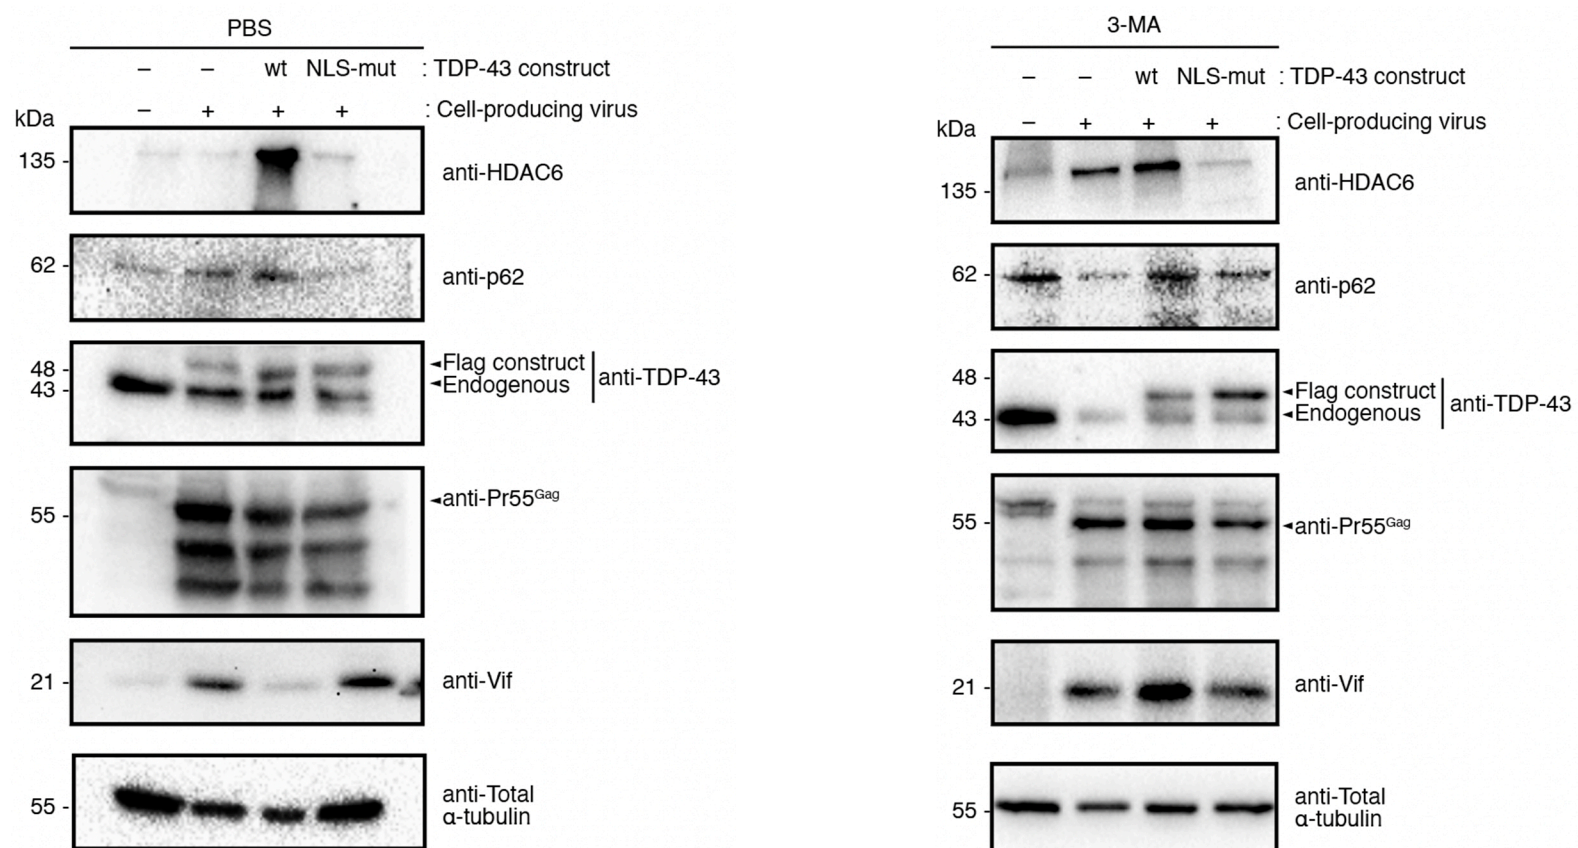 PBS
– – wt NLS-mut : TDP-43 construct
– + + + : Cell-producing virus
kDa
135 - anti-HDAC6
62 - anti-p62
48 - ◄Flag construct
43 - ◄Endogenous
anti-TDP-43
◄anti-Pr55Gag
55 -
21 - anti-Vif
anti-Total
55 -
α-tubulin
3-MA
– – wt NLS-mut : TDP-43 construct
– + + + : Cell-producing virus
kDa
anti-HDAC6
135 -
62 - anti-p62
48 -
◄Flag construct
43 - ◄Endogenous
anti-TDP-43
55 - ◄anti-Pr55Gag
21 - anti-Vif
anti-Total
55 -
α-tubulin